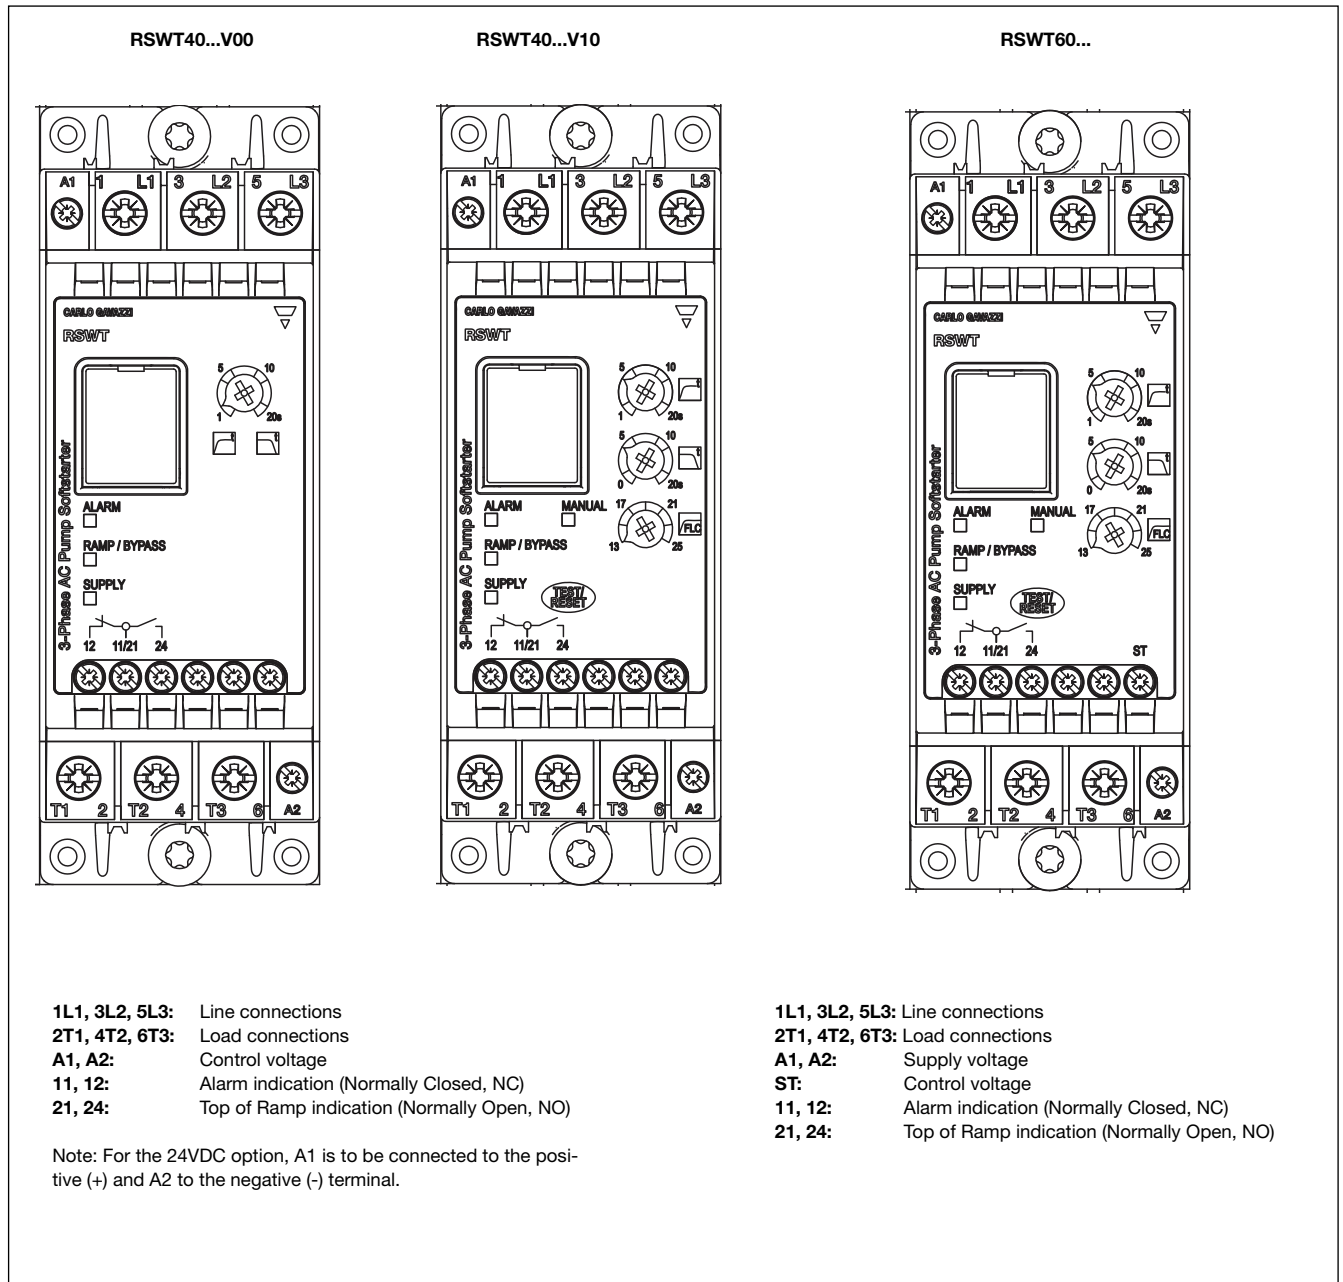 RSWT40...V00
RSWT40...V10
RSWT60...
A1 1 L1 3 L2 5 L3
CARLO GAVAZZI
RSWT
5 10
1 20s
t t
3-Phase AC Pump Softstarter
ALARM
RAMP / BYPASS
SUPPLY
12 11/21 24
T1 2 T2 4 T3 6 A2
A1 1 L1 3 L2 5 L3
CARLO GAVAZZI
RSWT
5 10
1 20s
t
5 10
0 20s
t
17 21
13 25
FLC
3-Phase AC Pump Softstarter
ALARM MANUAL
RAMP / BYPASS
SUPPLY
TEST/
RESET
12 11/21 24
T1 2 T2 4 T3 6 A2
A1 1 L1 3 L2 5 L3
CARLO GAVAZZI
RSWT
5 10
1 20s
t
5 10
0 20s
t
17 21
13 25
FLC
3-Phase AC Pump Softstarter
ALARM MANUAL
RAMP / BYPASS
SUPPLY
TEST/
RESET
12 11/21 24 ST
T1 2 T2 4 T3 6 A2
1L1, 3L2, 5L3: Line connections
2T1, 4T2, 6T3: Load connections
A1, A2: Control voltage
11, 12: Alarm indication (Normally Closed, NC)
21, 24: Top of Ramp indication (Normally Open, NO)
Note: For the 24VDC option, A1 is to be connected to the posi-
tive (+) and A2 to the negative (-) terminal.
1L1, 3L2, 5L3: Line connections
2T1, 4T2, 6T3: Load connections
A1, A2: Supply voltage
ST: Control voltage
11, 12: Alarm indication (Normally Closed, NC)
21, 24: Top of Ramp indication (Normally Open, NO)